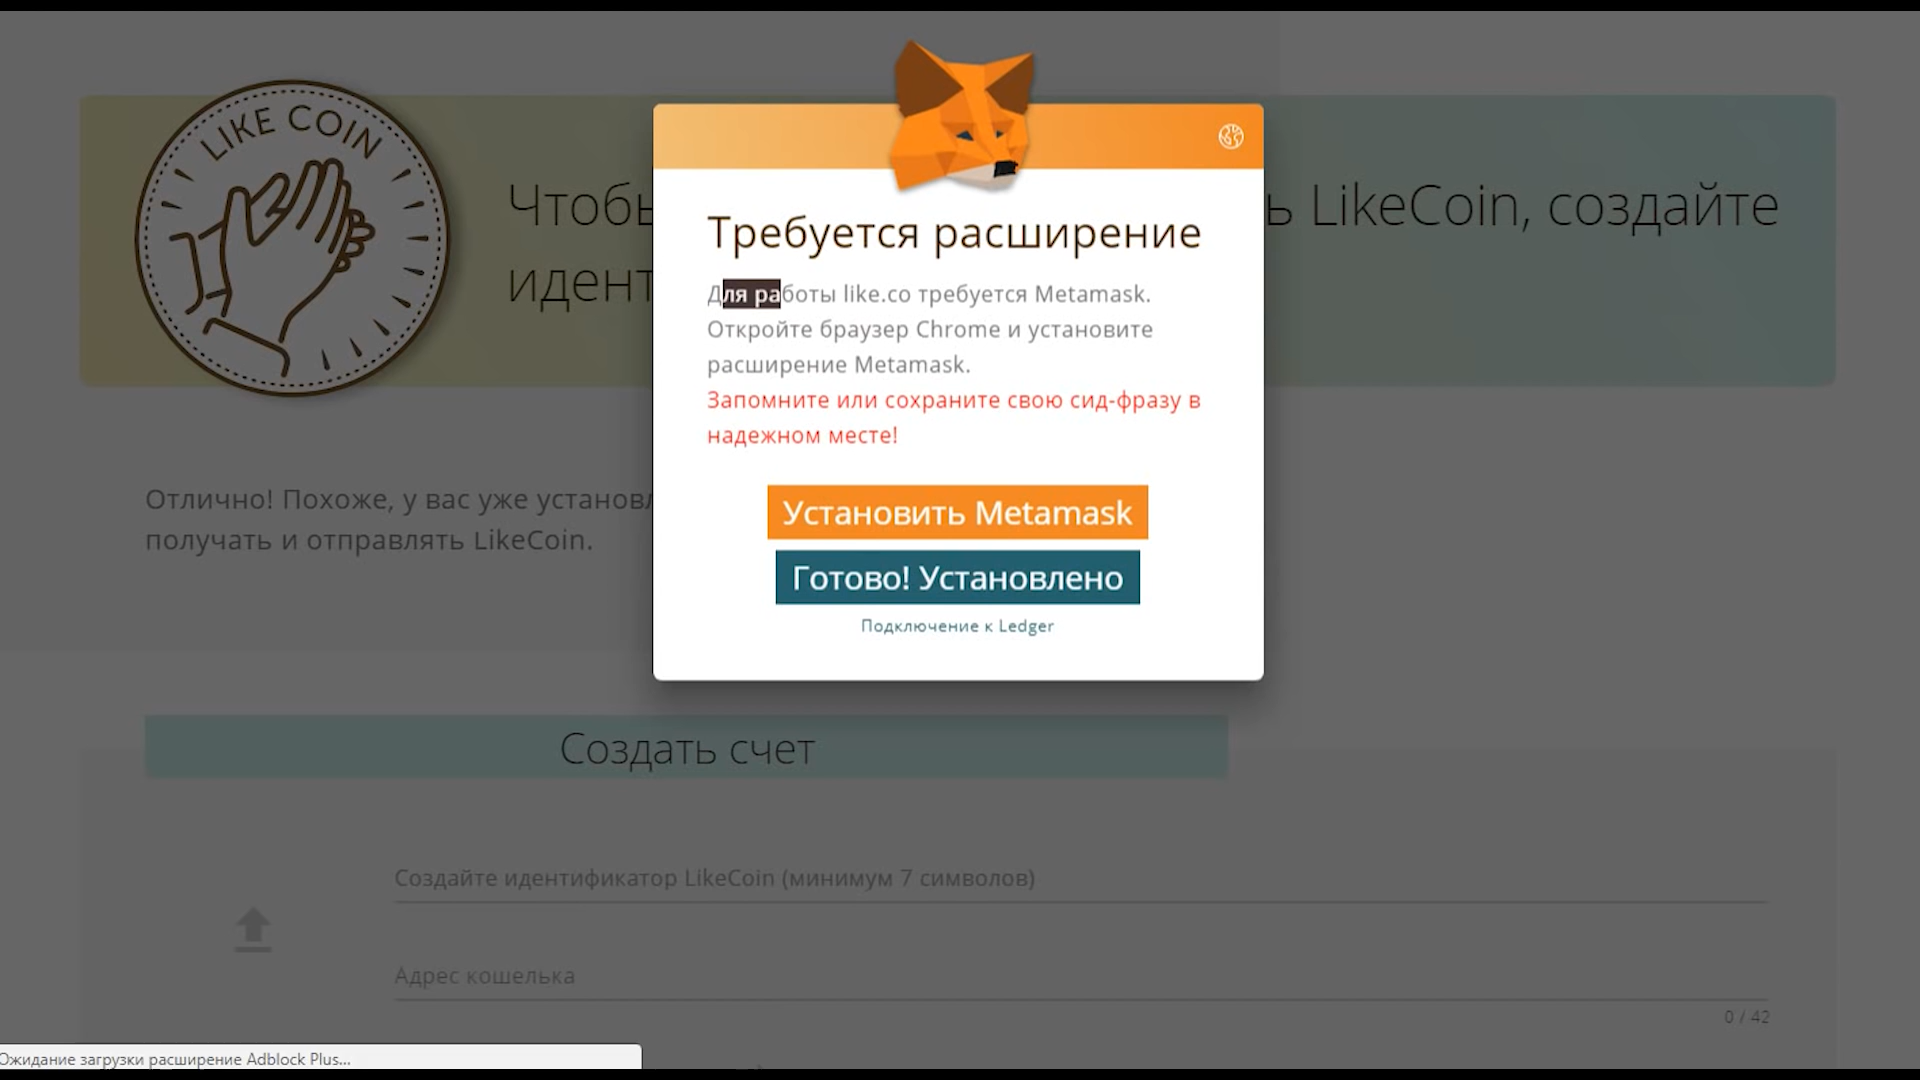 LIKE COIN
Чтобь LikeCoin, создайте
идент
Требуется расширение
Для работы like.co требуется Metamask.
Откройте браузер Chrome и установите
расширение Metamask.
Запомните или сохраните свою сид-фразу в
надежном месте!
Установить Metamask
Готово! Установлено
Подключение к Ledger
Отлично! Похоже, у вас уже установл
получать и отправлять LikeCoin.
Создать счет
Создайте идентификатор LikeCoin (минимум 7 символов)
Адрес кошелька
0 / 42
Ожидание загрузки расширение Adblock Plus...